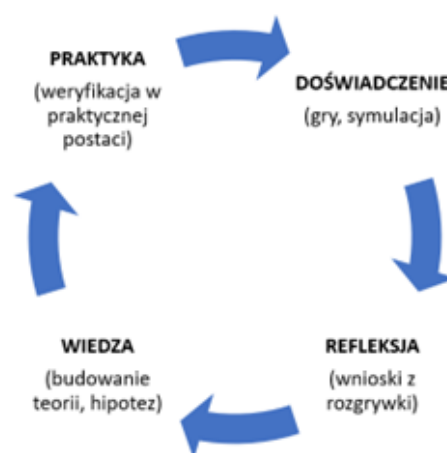 PRAKTYKA
(weryfikacja w
praktycznej
postaci)
DOŚWIADCZENIE
(gry, symulacja)
REFLEKSJA
(wnioski z
rozgrywki)
WIEDZA
(budowanie
teorii, hipotez)